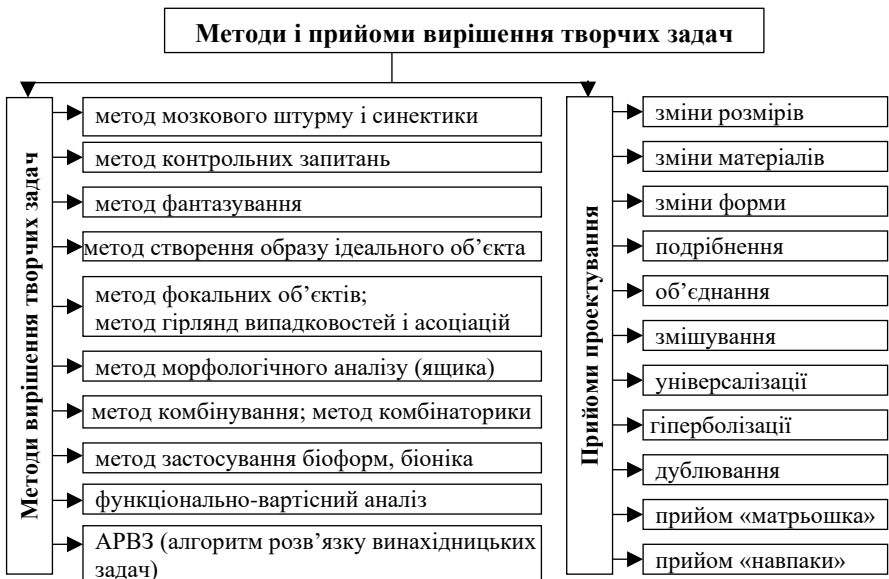 Методи і прийоми вирішення творчих задач
Методи вирішення творчих задач
метод мозкового штурму і синектики
метод контрольних запитань
метод фантазування
метод створення образу ідеального об’єкта
метод фокальних об’єктів;
метод гірлянд випадковостей і асоціацій
метод морфологічного аналізу (ящика)
метод комбінування; метод комбінаторики
метод застосування біоформ, біоніка
функціонально-вартісний аналіз
АРВЗ (алгоритм розв’язку винахідницьких
задач)
Прийоми проектування
зміни розмірів
зміни матеріалів
зміни форми
подрібнення
об’єднання
змішування
універсалізації
гіперболізації
дублювання
прийом «матрьошка»
прийом «навпаки»